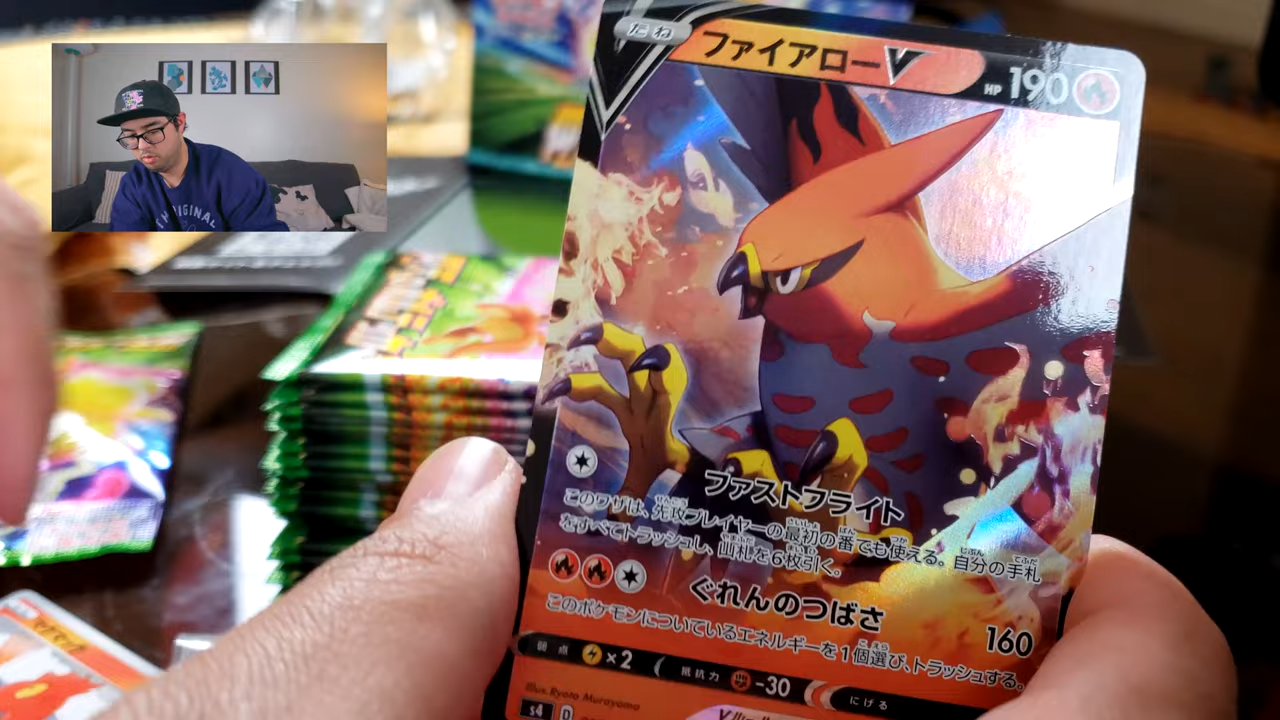 たね
ファイアローV
HP 190
ファストフライト
このワザは、先攻プレイヤーの最初の番でも使える。自分の手札
をすべてトラッシュし、山札を6枚引く。
ぐれんのつばさ
160
このポケモンについているエネルギーを1個選び、トラッシュする。
弱点 ×2 抵抗力 -30 にげる
Illus. Ryota Murayama
s4 D